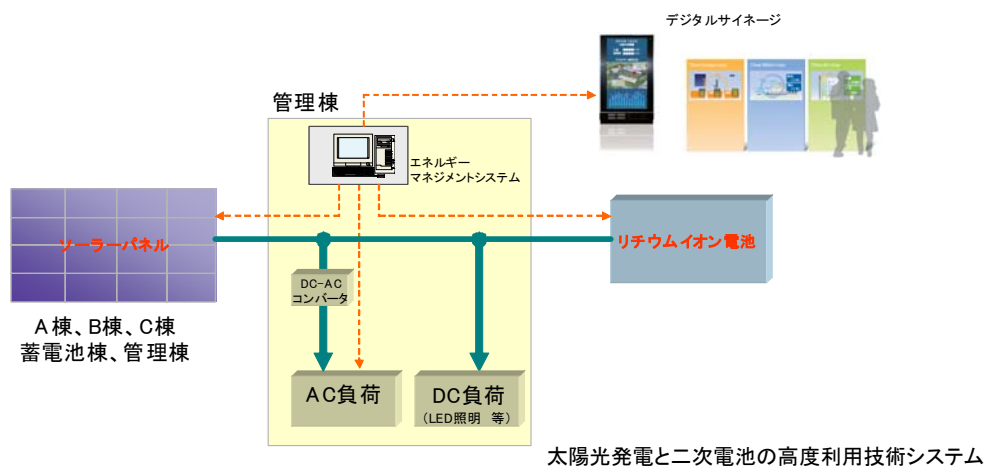 デジタルサイネージ
管理棟
エネルギー
マネジメントシステム
ソーラーパネル
リチウムイオン電池
DC-AC
コンバータ
A棟、B棟、C棟
蓄電池棟、管理棟
AC負荷
DC負荷
(LED照明 等)
太陽光発電と二次電池の高度利用技術システム